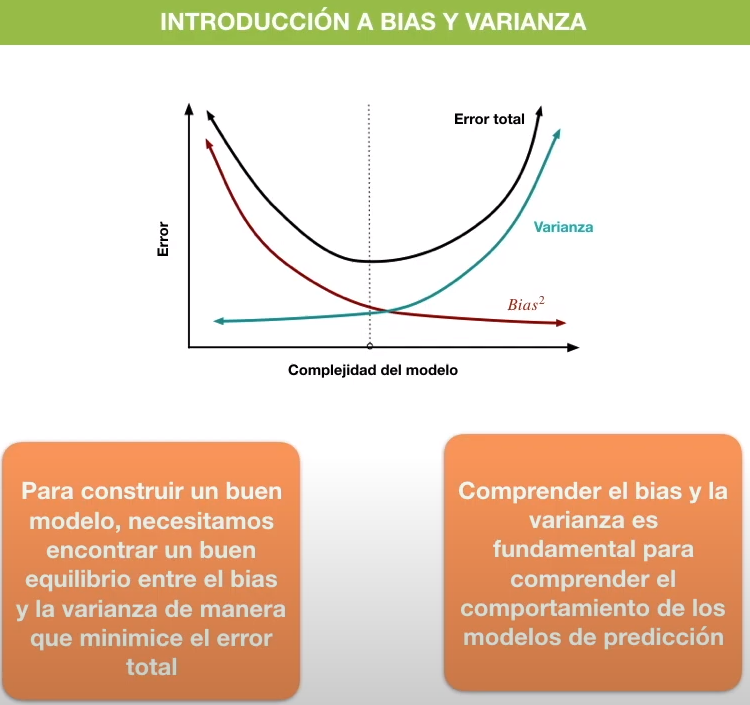 INTRODUCCIÓN A BIAS Y VARIANZA
Error total
Varianza
Error
Bias²
Complejidad del modelo
Para construir un buen
modelo, necesitamos
encontrar un buen
equilibrio entre el bias
y la varianza de manera
que minimice el error
total
Comprender el bias y la
varianza es
fundamental para
comprender el
comportamiento de los
modelos de predicción